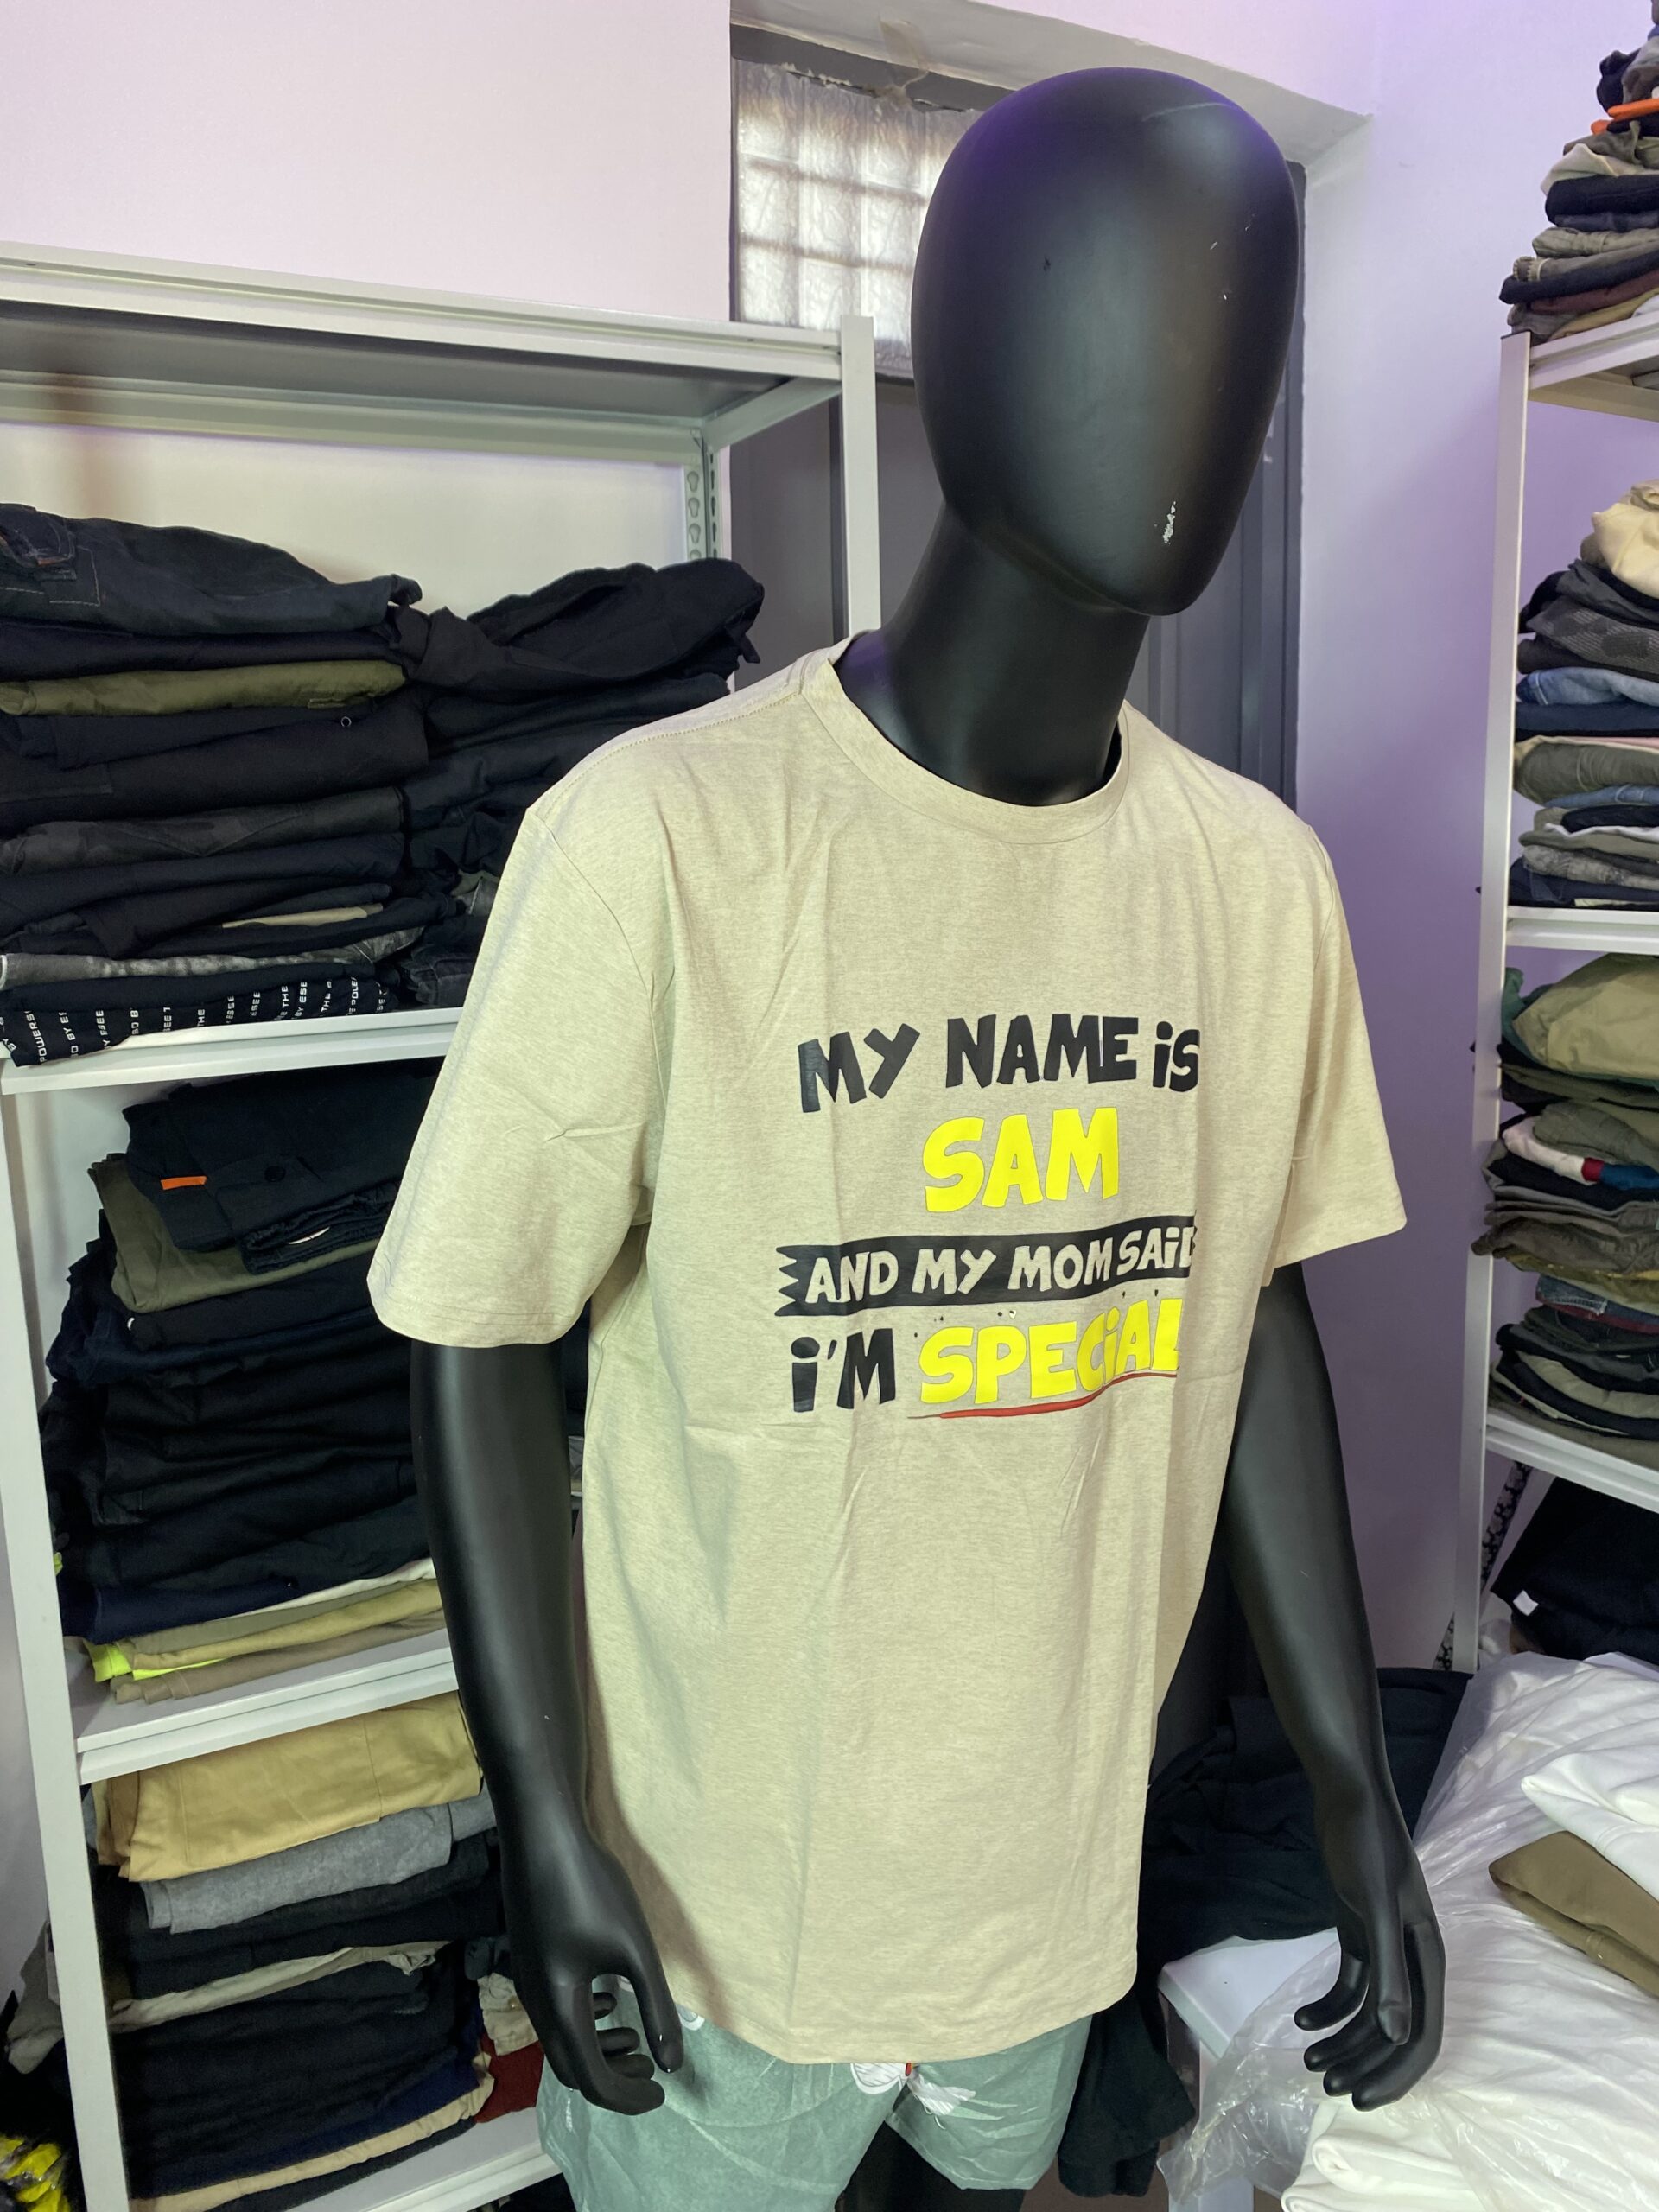 MY NAME iS
SAM
AND MY MOM SAiD
i'M SPECiAL